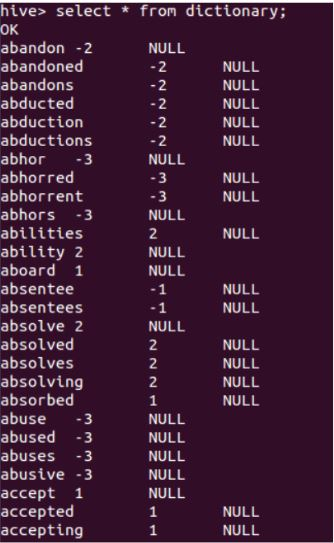 hive> select * from dictionary;
OK
abandon -2 NULL
abandoned -2 NULL
abandons -2 NULL
abducted -2 NULL
abduction -2 NULL
abductions -2 NULL
abhor -3 NULL
abhorred -3 NULL
abhorrent -3 NULL
abhors -3 NULL
abilities 2 NULL
ability 2 NULL
aboard 1 NULL
absentee -1 NULL
absentees -1 NULL
absolve 2 NULL
absolved 2 NULL
absolves 2 NULL
absolving 2 NULL
absorbed 1 NULL
abuse -3 NULL
abused -3 NULL
abuses -3 NULL
abusive -3 NULL
accept 1 NULL
accepted 1 NULL
accepting 1 NULL